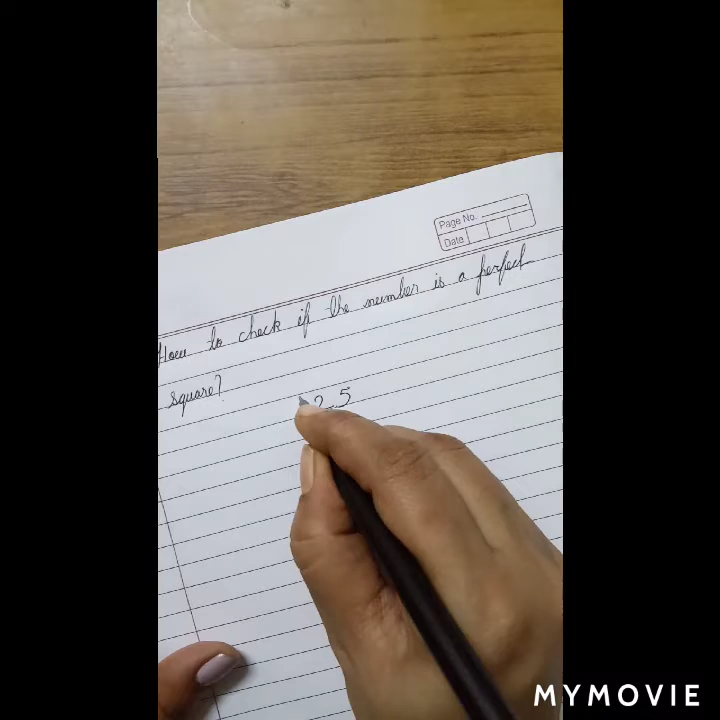 Page No.
Date
How to check if the number is a perfect
square?
25
MYMOVIE